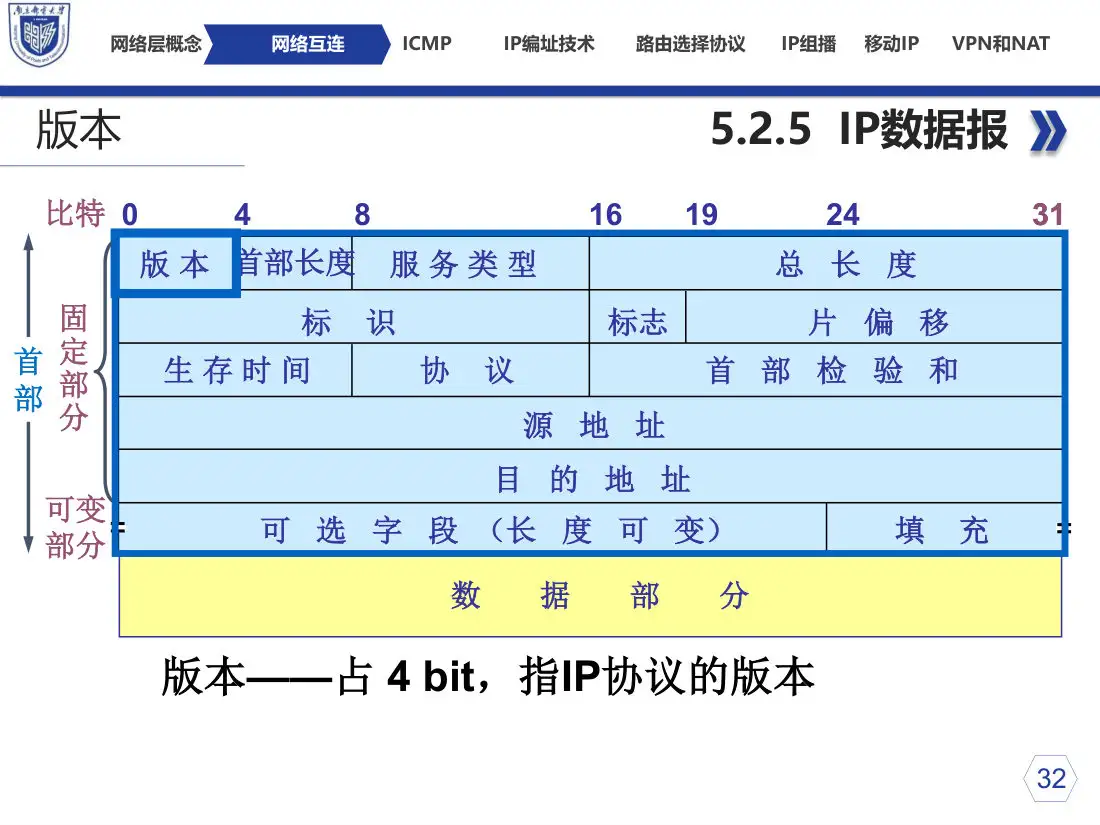 网络层概念 网络互连 ICMP IP编址技术 路由选择协议 IP组播 移动IP VPN和NAT
版本
5.2.5 IP数据报
比特 0 4 8 16 19 24 31
版本 首部长度 服务类型 总长度
标识 标志 片偏移
生存时间 协议 首部检验和
源地址
目的地址
可选字段（长度可变） 填充
数据部分
首部
固定部分
可变部分
版本——占 4 bit，指IP协议的版本
32